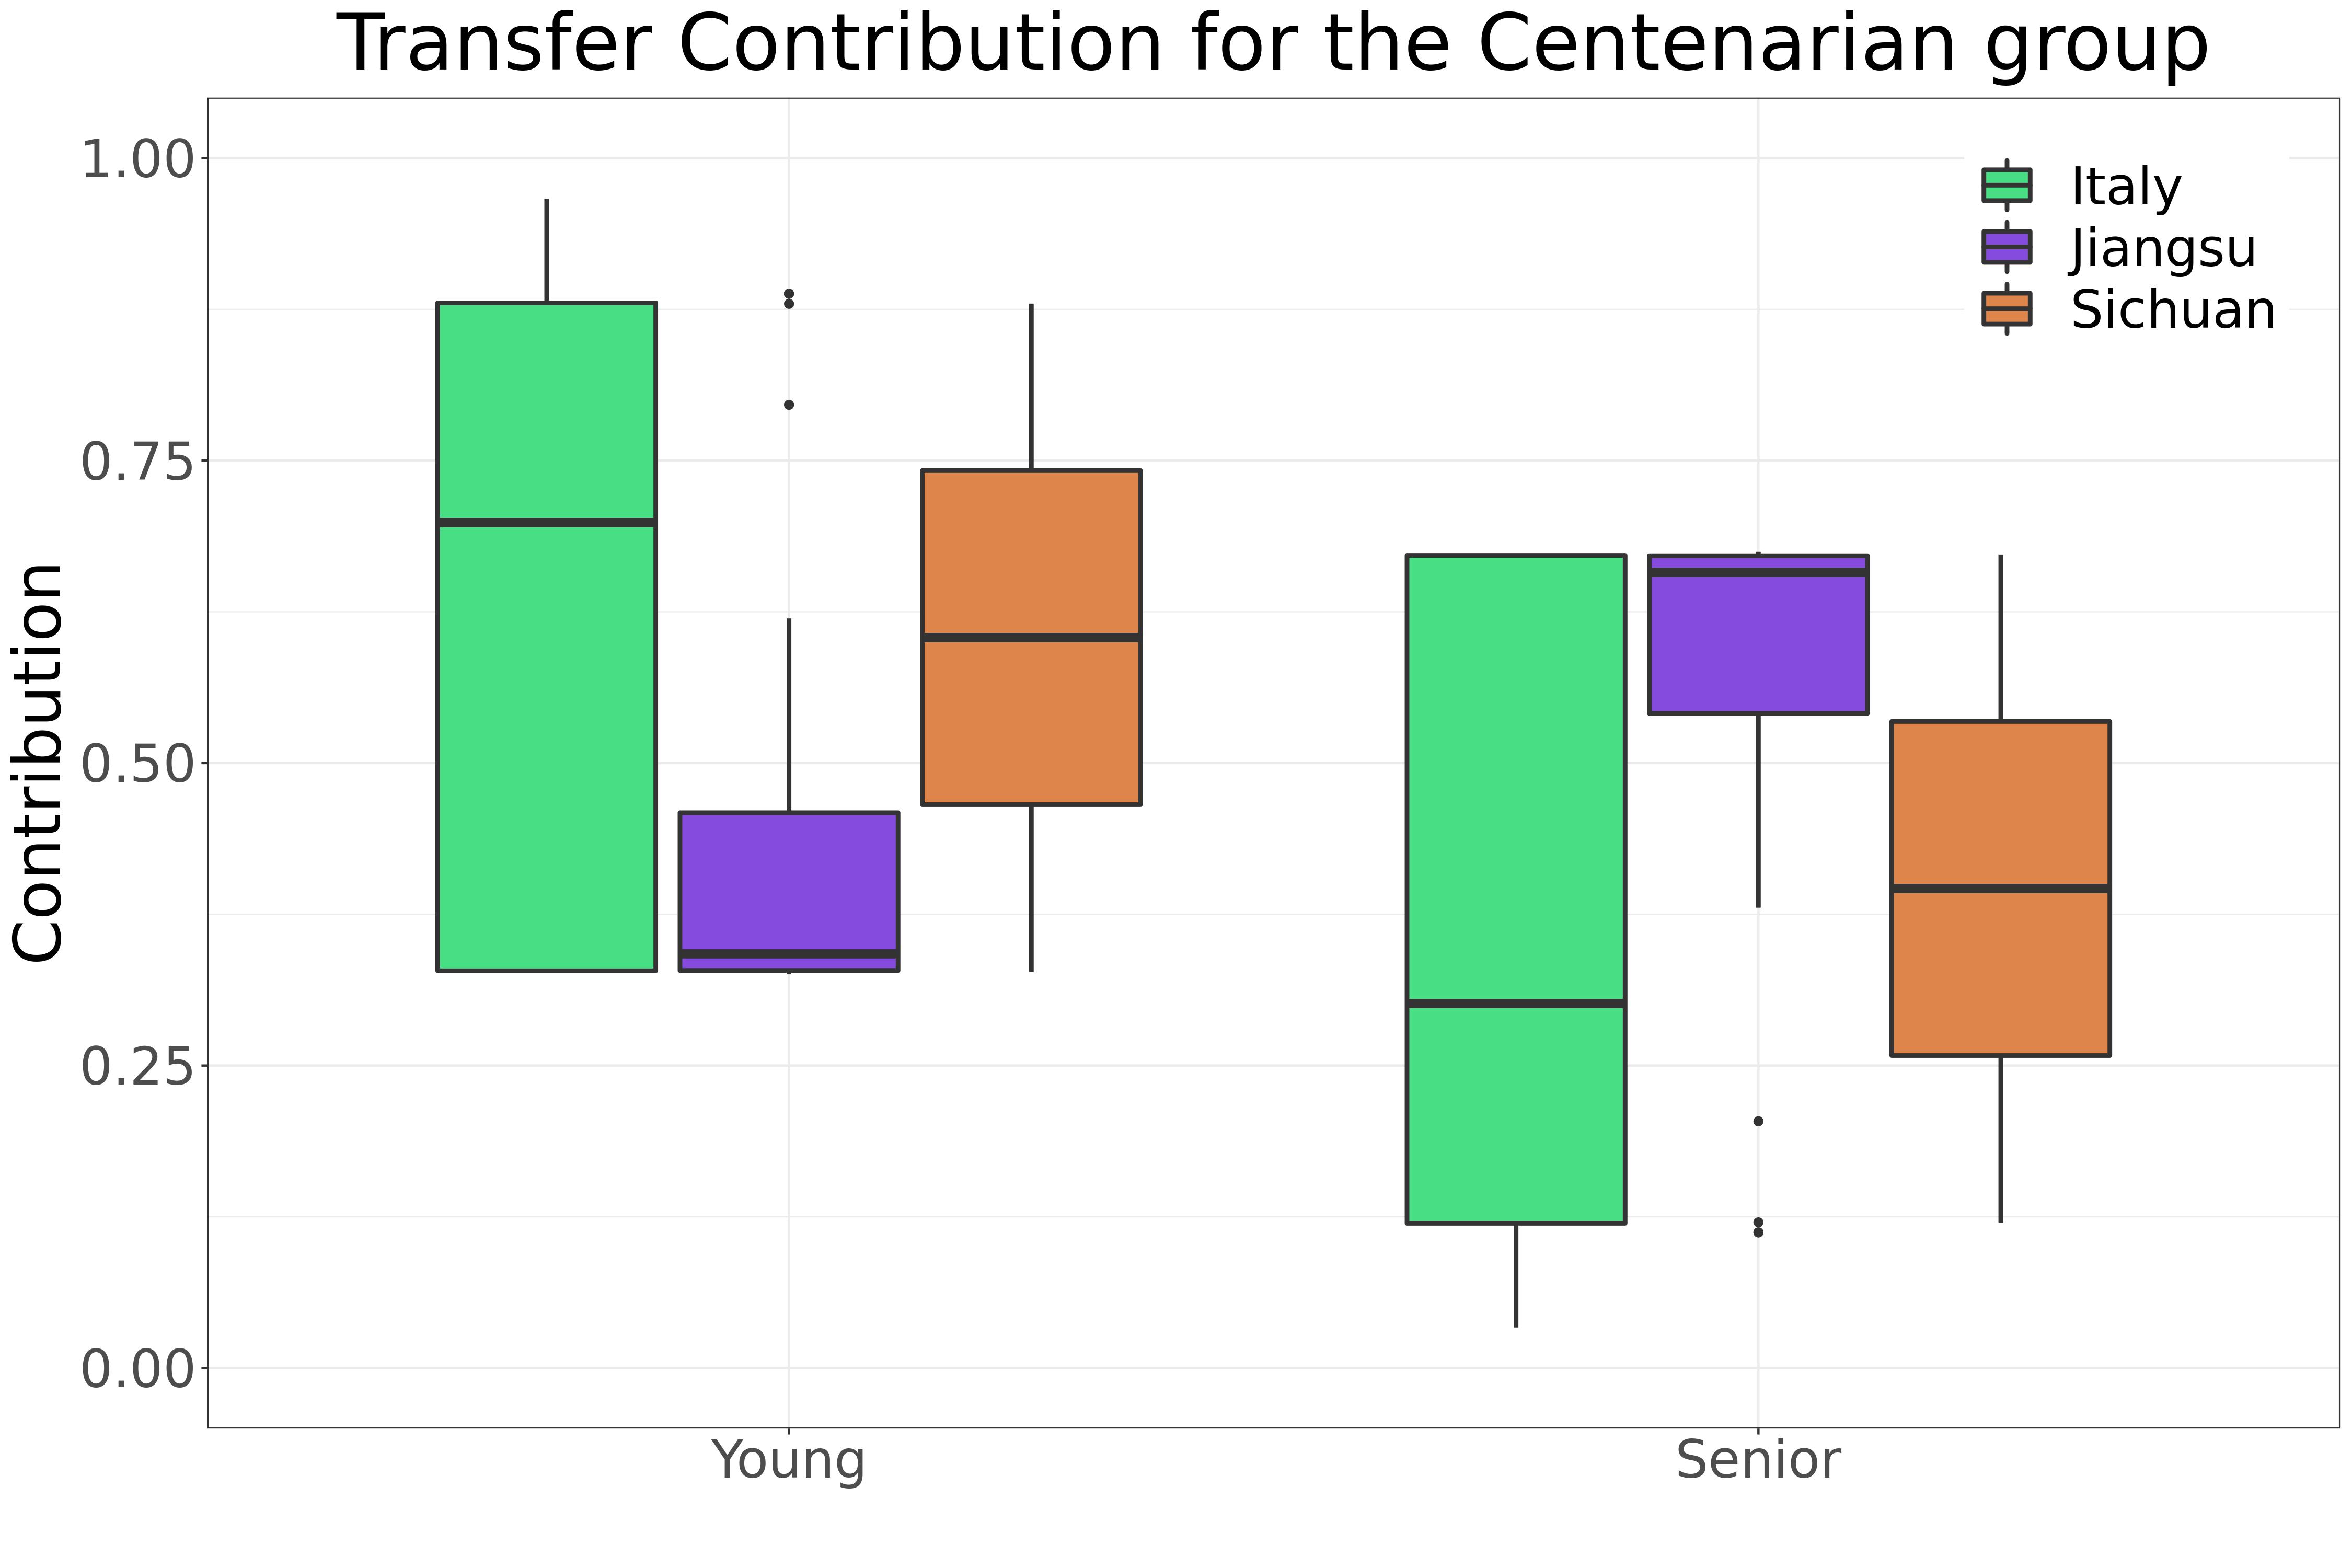 Transfer Contribution for the Centenarian group
1.00
0.75
0.50
0.25
0.00
Contribution
Italy
Jiangsu
Sichuan
Young
Senior